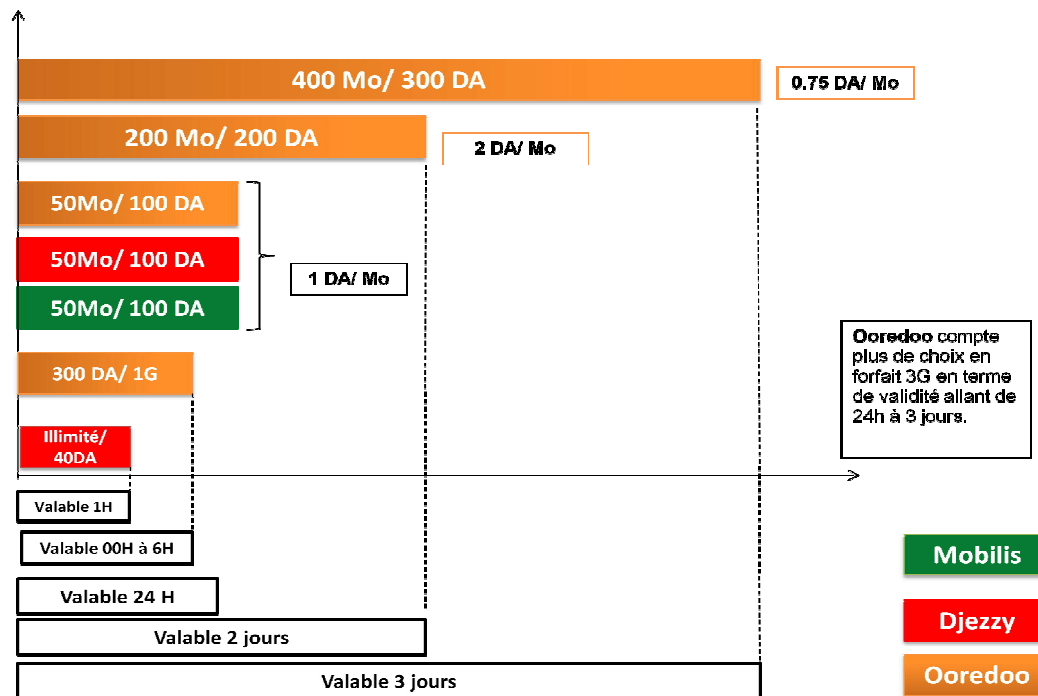 400 Mo/ 300 DA
0.75 DA/ Mo
200 Mo/ 200 DA
2 DA/ Mo
50Mo/ 100 DA
50Mo/ 100 DA
1 DA/ Mo
50Mo/ 100 DA
Ooredoo compte
plus de choix en
forfait 3G en terme
de validité allant de
24h à 3 jours.
300 DA/ 1G
Illimité/
40DA
Valable 1H
Valable 00H à 6H
Valable 24 H
Valable 2 jours
Valable 3 jours
Mobilis
Djezzy
Ooredoo